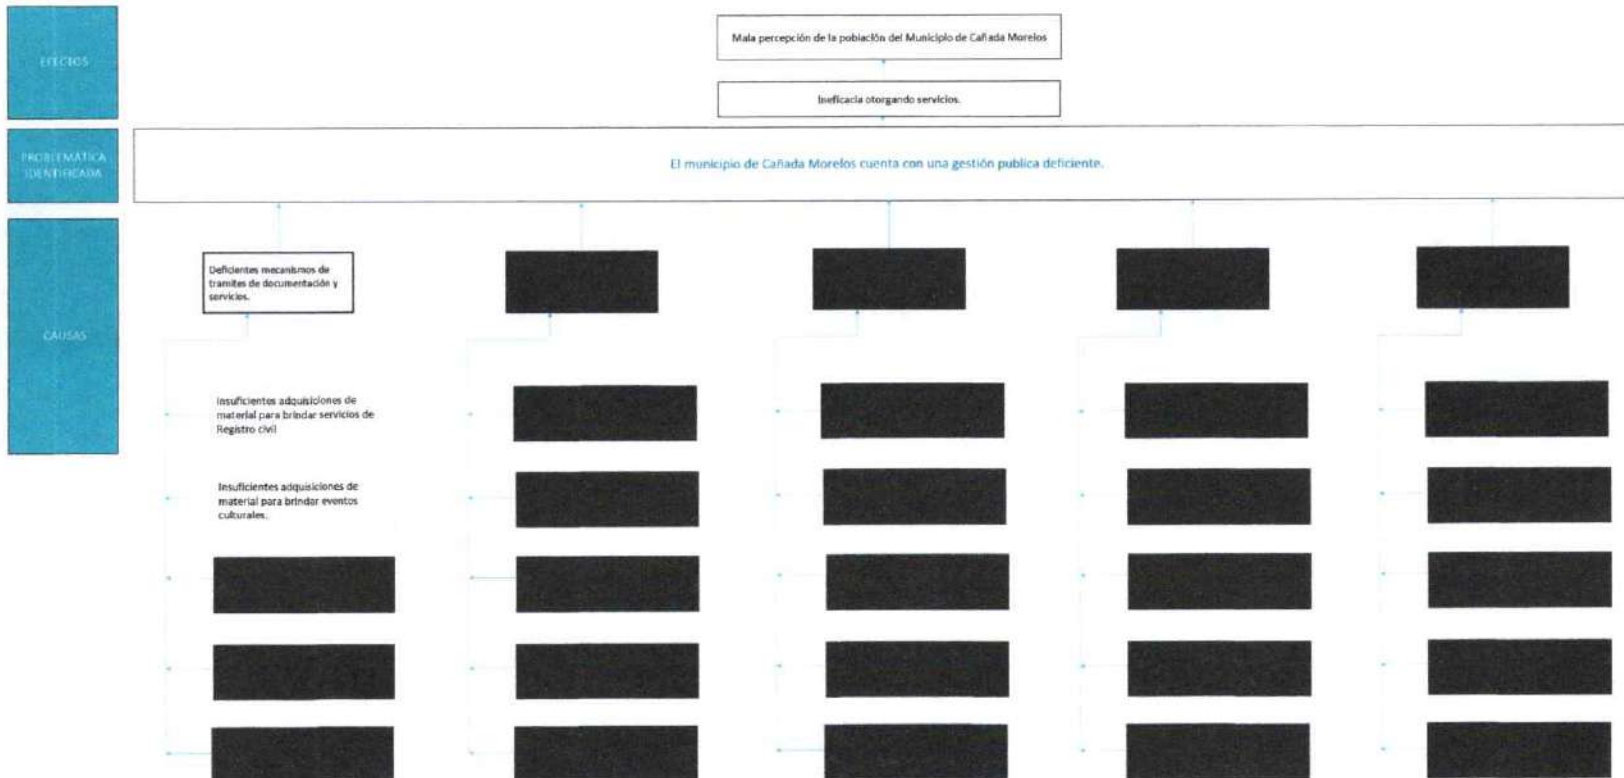 EFECTOS
Mala percepción de la población del Municipio de Cañada Morelos
Ineficacia otorgando servicios.
PROBLEMÁTICA
IDENTIFICADA
El municipio de Cañada Morelos cuenta con una gestión publica deficiente.
CAUSAS
Deficientes mecanismos de
tramites de documentación y
servicios.
Insuficientes adquisiciones de
material para brindar servicios de
Registro civil
Insuficientes adquisiciones de
material para brindar eventos
culturales.